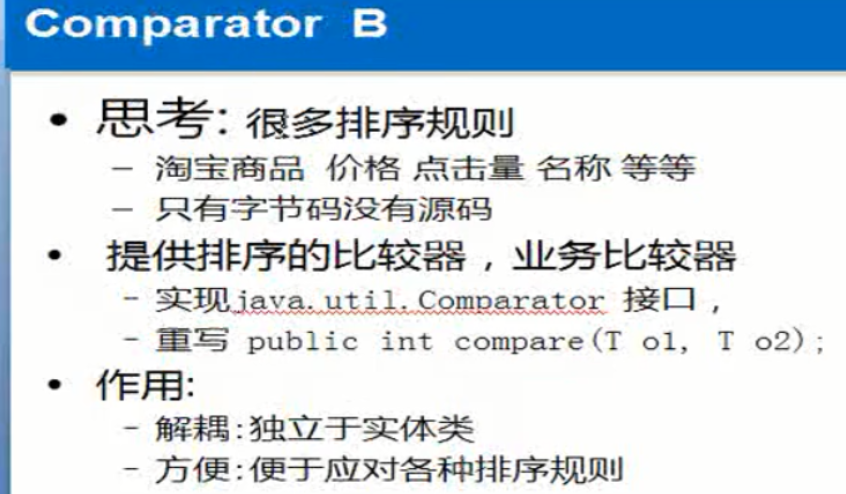 Comparator B
• 思考: 很多排序规则
– 淘宝商品 价格 点击量 名称 等等
– 只有字节码没有源码
• 提供排序的比较器，业务比较器
- 实现java.util.Comparator 接口，
- 重写 public int compare(T o1, T o2);
• 作用:
- 解耦:独立于实体类
- 方便:便于应对各种排序规则